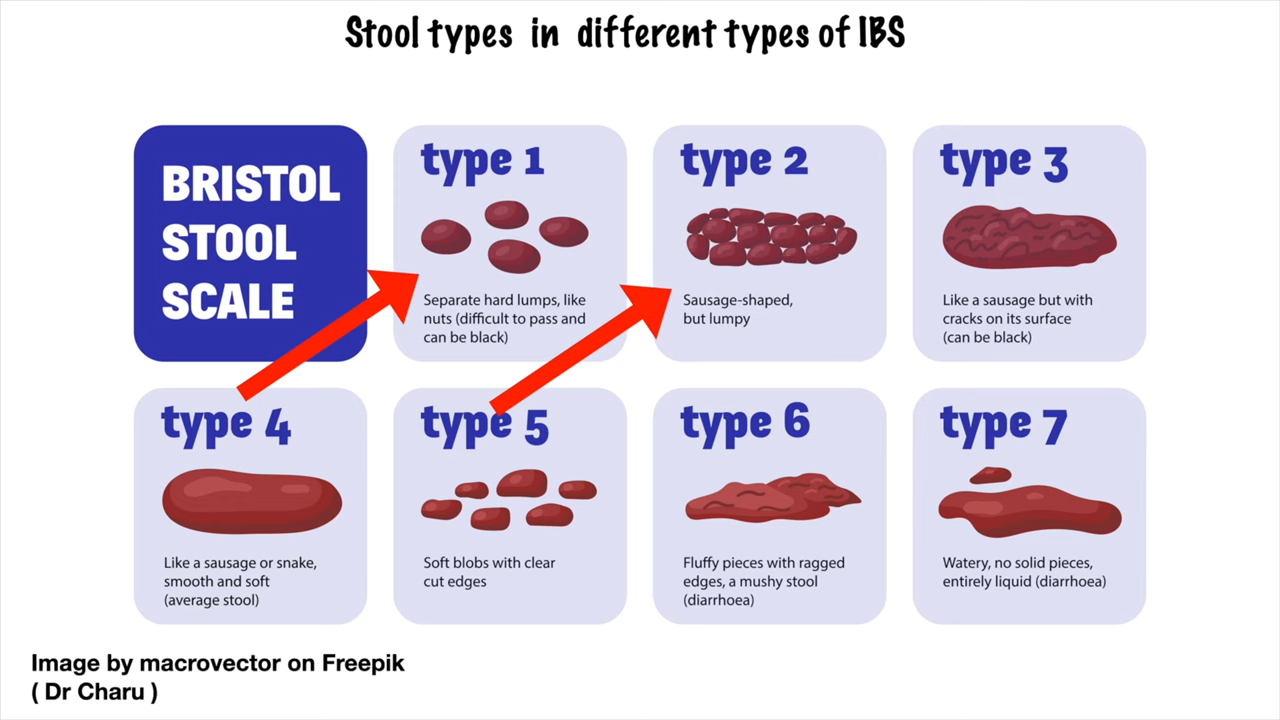 Stool types in different types of IBS
BRISTOL
STOOL
SCALE
type 1
Separate hard lumps, like
nuts (difficult to pass and
can be black)
type 2
Sausage-shaped,
but lumpy
type 3
Like a sausage but with
cracks on its surface
(can be black)
type 4
Like a sausage or snake,
smooth and soft
(average stool)
type 5
Soft blobs with clear
cut edges
type 6
Fluffy pieces with ragged
edges, a mushy stool
(diarrhoea)
type 7
Watery, no solid pieces,
entirely liquid (diarrhoea)
Image by macrovector on Freepik
( Dr Charu )